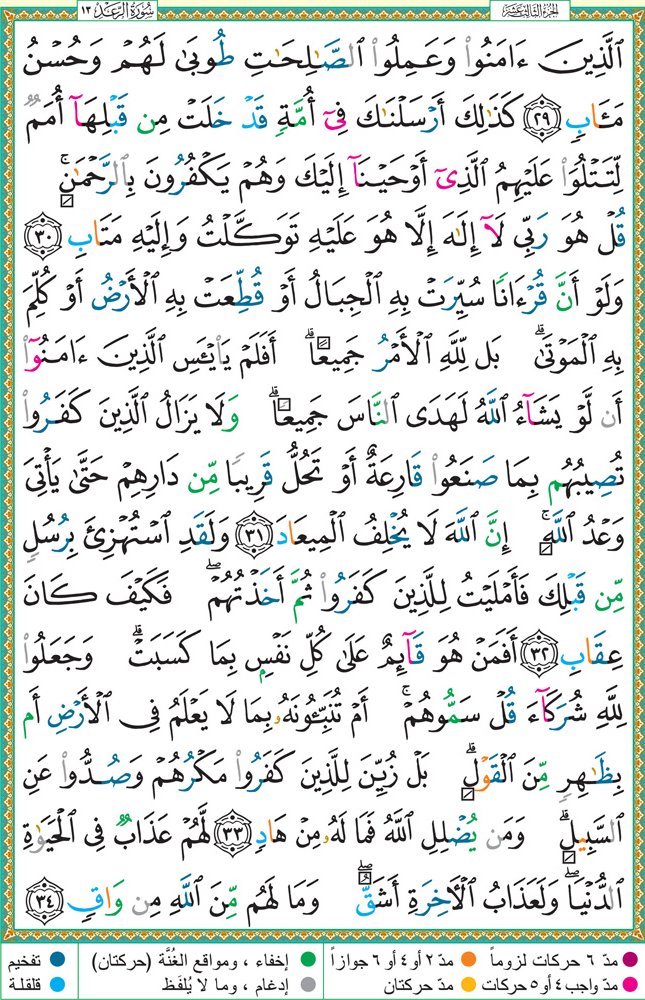 الجزء الثالث عشر سورة الرعد ١٣
ٱلَّذِينَ ءَامَنُوا۟ وَعَمِلُوا۟ ٱلصَّـٰلِحَـٰتِ طُوبَىٰ لَهُمْ وَحُسْنُ
مَـَٔابٍ ٢٩ كَذَٰلِكَ أَرْسَلْنَـٰكَ فِىٓ أُمَّةٍ قَدْ خَلَتْ مِن قَبْلِهَآ أُمَمٌ
لِّتَتْلُوَا۟ عَلَيْهِمُ ٱلَّذِىٓ أَوْحَيْنَآ إِلَيْكَ وَهُمْ يَكْفُرُونَ بِٱلرَّحْمَـٰنِ ۚ
قُلْ هُوَ رَبِّى لَآ إِلَـٰهَ إِلَّا هُوَ عَلَيْهِ تَوَكَّلْتُ وَإِلَيْهِ مَتَابِ ٣٠
وَلَوْ أَنَّ قُرْءَانًا سُيِّرَتْ بِهِ ٱلْجِبَالُ أَوْ قُطِّعَتْ بِهِ ٱلْأَرْضُ أَوْ كُلِّمَ
بِهِ ٱلْمَوْتَىٰ ۗ بَل لِّلَّهِ ٱلْأَمْرُ جَمِيعًا ۗ أَفَلَمْ يَا۟يْـَٔسِ ٱلَّذِينَ ءَامَنُوٓا۟
أَن لَّوْ يَشَآءُ ٱللَّهُ لَهَدَى ٱلنَّاسَ جَمِيعًا ۗ وَلَا يَزَالُ ٱلَّذِينَ كَفَرُوا۟
تُصِيبُهُم بِمَا صَنَعُوا۟ قَارِعَةٌ أَوْ تَحُلُّ قَرِيبًا مِّن دَارِهِمْ حَتَّىٰ يَأْتِىَ
وَعْدُ ٱللَّهِ ۚ إِنَّ ٱللَّهَ لَا يُخْلِفُ ٱلْمِيعَادَ ٣١ وَلَقَدِ ٱسْتُهْزِئَ بِرُسُلٍ
مِّن قَبْلِكَ فَأَمْلَيْتُ لِلَّذِينَ كَفَرُوا۟ ثُمَّ أَخَذْتُهُمْ ۖ فَكَيْفَ كَانَ
عِقَابِ ٣٢ أَفَمَنْ هُوَ قَآئِمٌ عَلَىٰ كُلِّ نَفْسٍۭ بِمَا كَسَبَتْ ۗ وَجَعَلُوا۟
لِلَّهِ شُرَكَآءَ قُلْ سَمُّوهُمْ ۚ أَمْ تُنَبِّـُٔونَهُۥ بِمَا لَا يَعْلَمُ فِى ٱلْأَرْضِ أَم
بِظَـٰهِرٍ مِّنَ ٱلْقَوْلِ ۗ بَلْ زُيِّنَ لِلَّذِينَ كَفَرُوا۟ مَكْرُهُمْ وَصُدُّوا۟ عَنِ
ٱلسَّبِيلِ ۗ وَمَن يُضْلِلِ ٱللَّهُ فَمَا لَهُۥ مِنْ هَادٍ ٣٣ لَّهُمْ عَذَابٌ فِى ٱلْحَيَوٰةِ
ٱلدُّنْيَا ۖ وَلَعَذَابُ ٱلْـَٔاخِرَةِ أَشَقُّ ۖ وَمَا لَهُم مِّنَ ٱللَّهِ مِن وَاقٍ ٣٤
مدّ ٦ حركات لزوماً مدّ ٢ أو ٤ أو ٦ جوازاً إخفاء ، ومواقع الغُنَّة (حركتان) تفخيم
مدّ واجب ٤ أو ٥ حركات مدّ حركتان إدغام ، وما لا يُلفَظ قلقلة